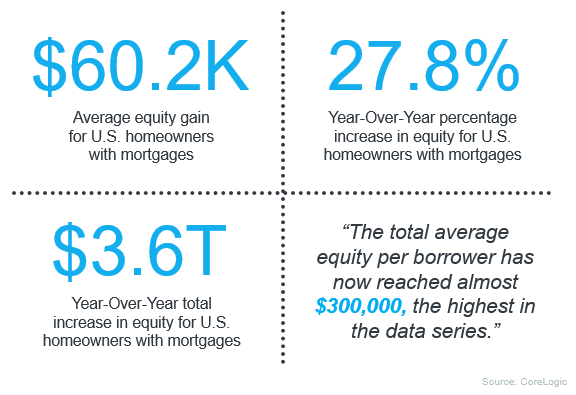 $60.2K
Average equity gain
for U.S. homeowners
with mortgages
27.8%
Year-Over-Year percentage
increase in equity for U.S.
homeowners with mortgages
$3.6T
Year-Over-Year total
increase in equity for U.S.
homeowners with mortgages
“The total average
equity per borrower has
now reached almost
$300,000, the highest in
the data series.”
Source: CoreLogic